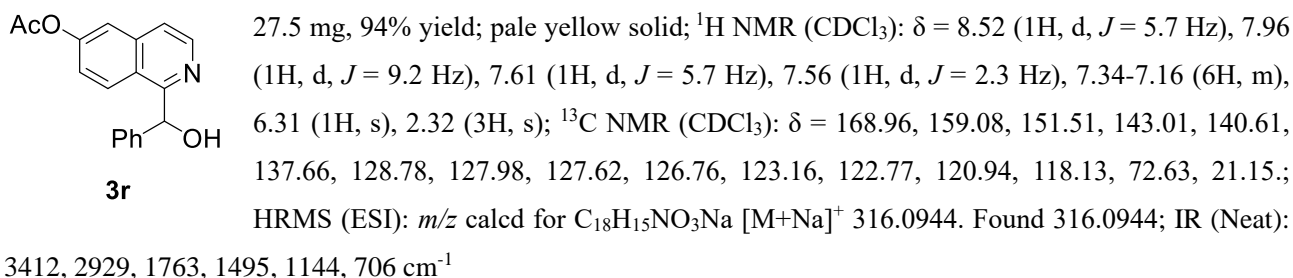 AcO
N
Ph
OH
3r
27.5 mg, 94% yield; pale yellow solid; ¹H NMR (CDCl₃): δ = 8.52 (1H, d, J = 5.7 Hz), 7.96
(1H, d, J = 9.2 Hz), 7.61 (1H, d, J = 5.7 Hz), 7.56 (1H, d, J = 2.3 Hz), 7.34-7.16 (6H, m),
6.31 (1H, s), 2.32 (3H, s); ¹³C NMR (CDCl₃): δ = 168.96, 159.08, 151.51, 143.01, 140.61,
137.66, 128.78, 127.98, 127.62, 126.76, 123.16, 122.77, 120.94, 118.13, 72.63, 21.15.;
HRMS (ESI): m/z calcd for C₁₈H₁₅NO₃Na [M+Na]⁺ 316.0944. Found 316.0944; IR (Neat):
3412, 2929, 1763, 1495, 1144, 706 cm⁻¹